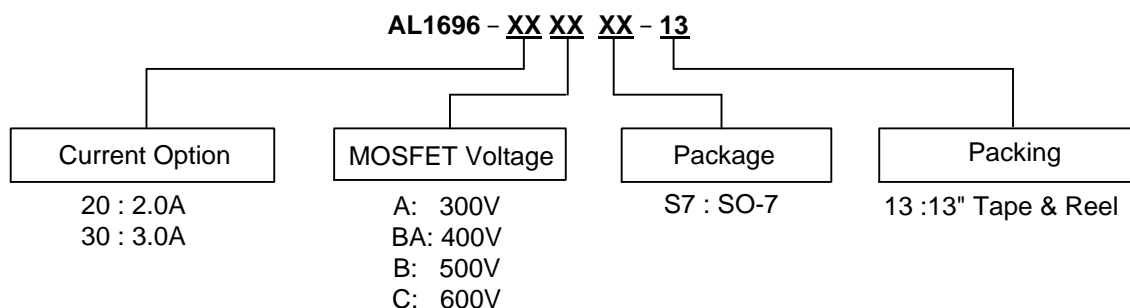 AL1696 – XX XX XX – 13
Current Option
20 : 2.0A
30 : 3.0A
MOSFET Voltage
A: 300V
BA: 400V
B: 500V
C: 600V
Package
S7 : SO-7
Packing
13 :13" Tape & Reel